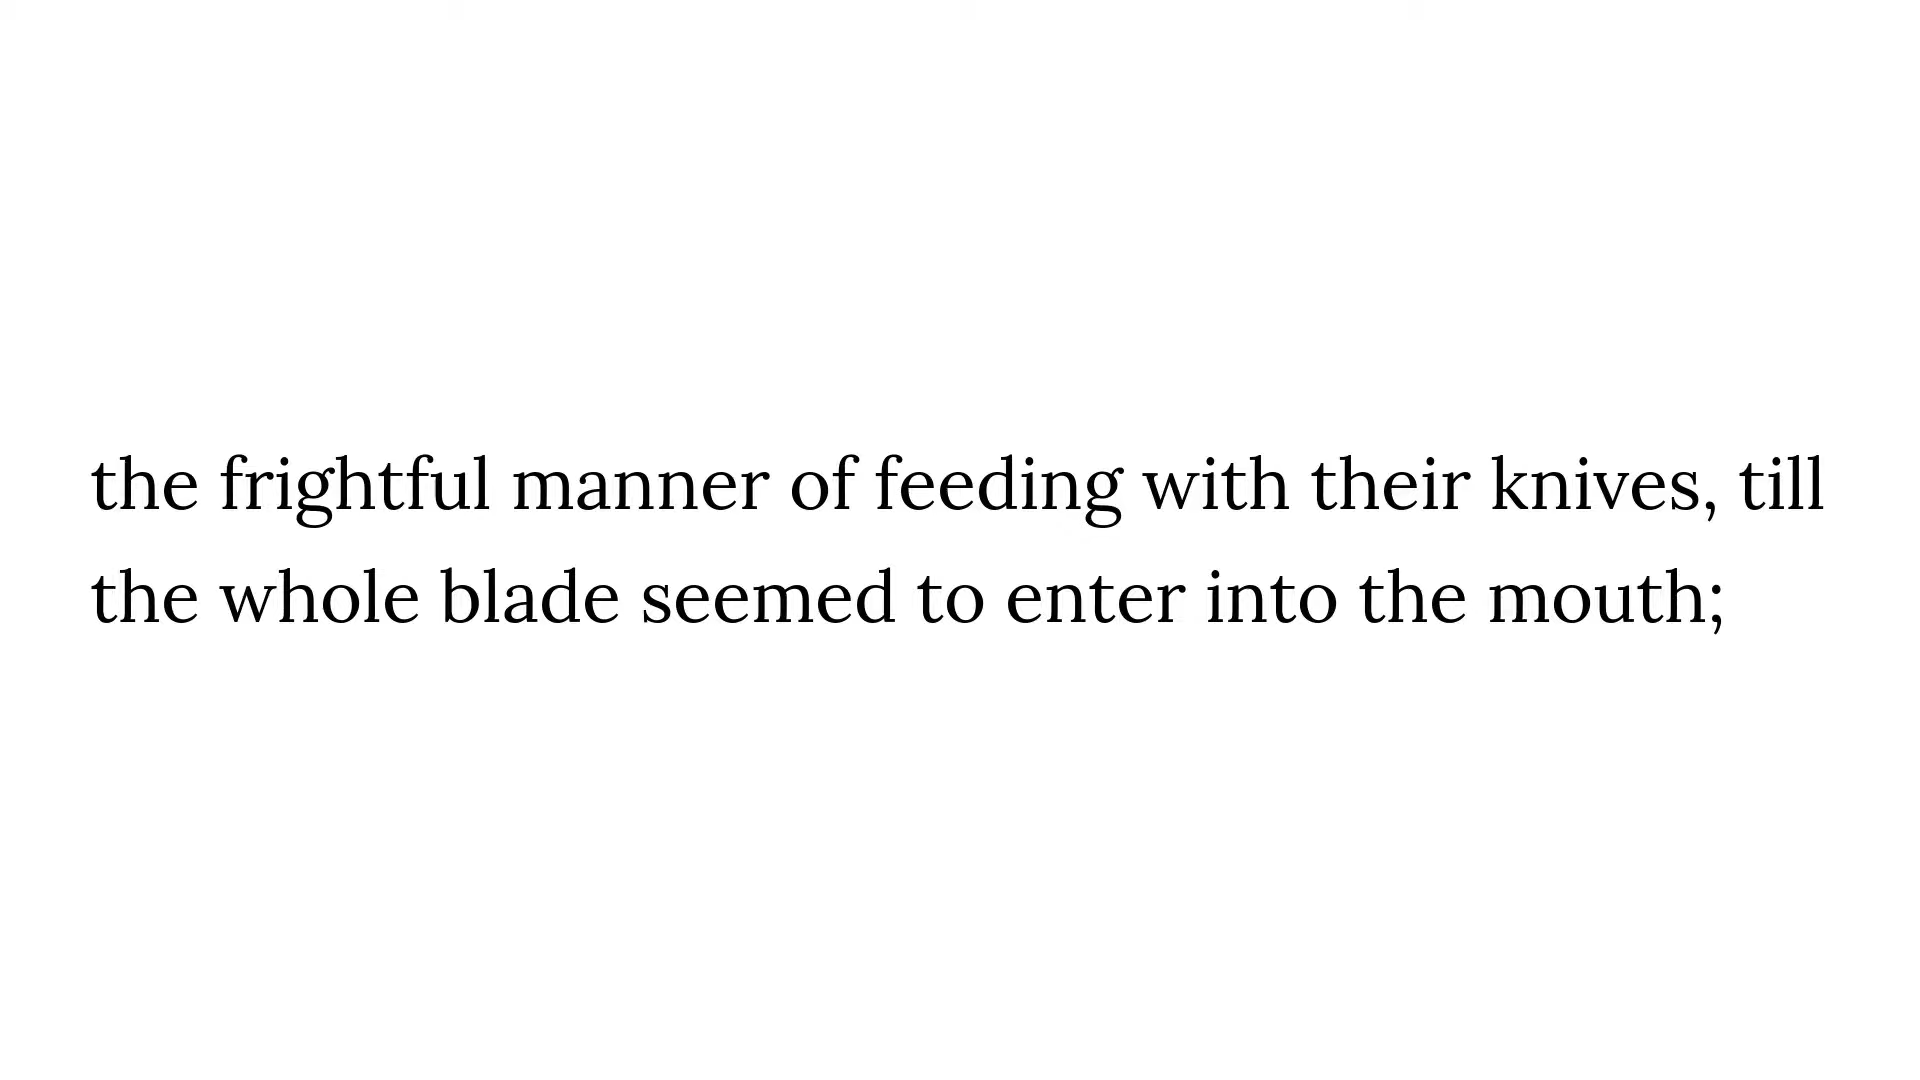 the frightful manner of feeding with their knives, till
the whole blade seemed to enter into the mouth;